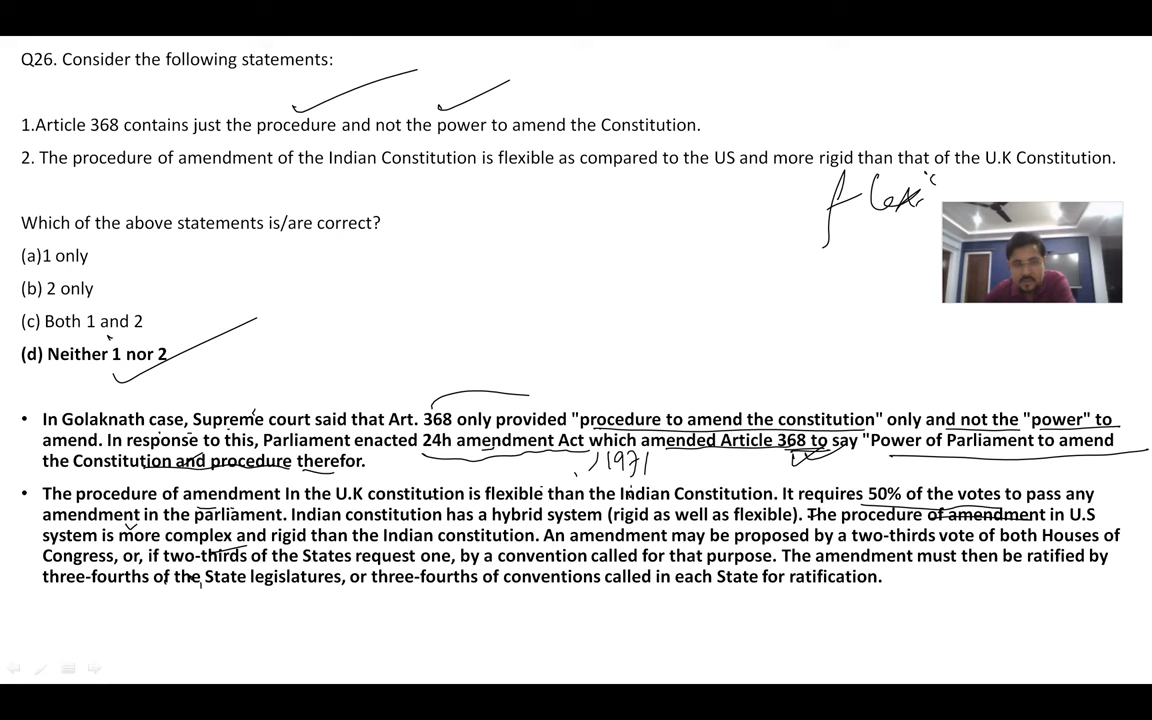 Q26. Consider the following statements:
1.Article 368 contains just the procedure and not the power to amend the Constitution.
2. The procedure of amendment of the Indian Constitution is flexible as compared to the US and more rigid than that of the U.K Constitution.
flexi
Which of the above statements is/are correct?
(a)1 only
(b) 2 only
(c) Both 1 and 2
(d) Neither 1 nor 2
• In Golaknath case, Supreme court said that Art. 368 only provided "procedure to amend the constitution" only and not the "power" to
amend. In response to this, Parliament enacted 24h amendment Act which amended Article 368 to say "Power of Parliament to amend
the Constitution and procedure therefor.
1971
• The procedure of amendment In the U.K constitution is flexible than the Indian Constitution. It requires 50% of the votes to pass any
amendment in the parliament. Indian constitution has a hybrid system (rigid as well as flexible). The procedure of amendment in U.S
system is more complex and rigid than the Indian constitution. An amendment may be proposed by a two-thirds vote of both Houses of
Congress, or, if two-thirds of the States request one, by a convention called for that purpose. The amendment must then be ratified by
three-fourths of the State legislatures, or three-fourths of conventions called in each State for ratification.